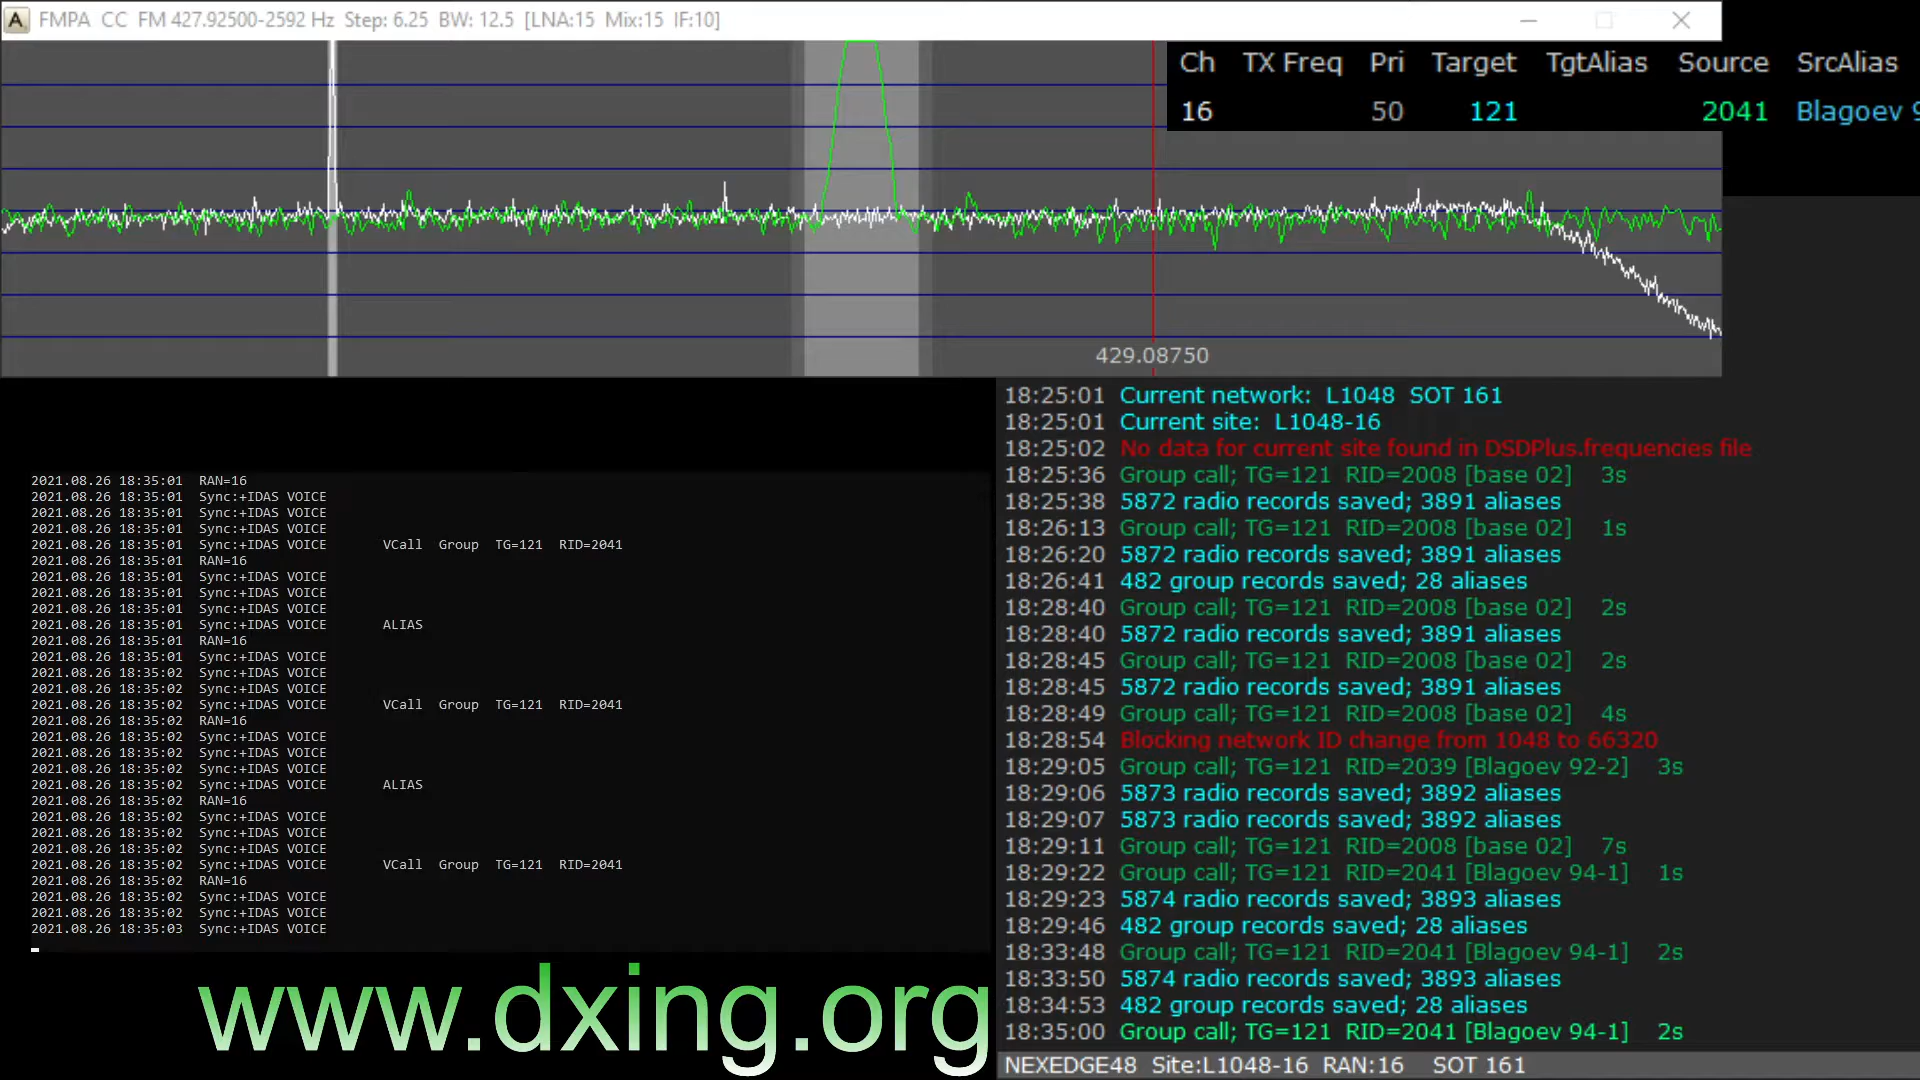 A FMPA CC FM 427.92500-2592 Hz Step: 6.25 BW: 12.5 [LNA:15 Mix:15 IF:10]
Ch TX Freq Pri Target TgtAlias Source SrcAlias
16 50 121 2041 Blagoev 9
429.08750
2021.08.26 18:35:01 RAN=16
2021.08.26 18:35:01 Sync:+IDAS VOICE
2021.08.26 18:35:01 Sync:+IDAS VOICE
2021.08.26 18:35:01 Sync:+IDAS VOICE
2021.08.26 18:35:01 Sync:+IDAS VOICE VCall Group TG=121 RID=2041
2021.08.26 18:35:01 RAN=16
2021.08.26 18:35:01 Sync:+IDAS VOICE
2021.08.26 18:35:01 Sync:+IDAS VOICE
2021.08.26 18:35:01 Sync:+IDAS VOICE
2021.08.26 18:35:01 Sync:+IDAS VOICE ALIAS
2021.08.26 18:35:01 RAN=16
2021.08.26 18:35:01 Sync:+IDAS VOICE
2021.08.26 18:35:02 Sync:+IDAS VOICE
2021.08.26 18:35:02 Sync:+IDAS VOICE
2021.08.26 18:35:02 Sync:+IDAS VOICE VCall Group TG=121 RID=2041
2021.08.26 18:35:02 RAN=16
2021.08.26 18:35:02 Sync:+IDAS VOICE
2021.08.26 18:35:02 Sync:+IDAS VOICE
2021.08.26 18:35:02 Sync:+IDAS VOICE
2021.08.26 18:35:02 Sync:+IDAS VOICE ALIAS
2021.08.26 18:35:02 RAN=16
2021.08.26 18:35:02 Sync:+IDAS VOICE
2021.08.26 18:35:02 Sync:+IDAS VOICE
2021.08.26 18:35:02 Sync:+IDAS VOICE
2021.08.26 18:35:02 Sync:+IDAS VOICE VCall Group TG=121 RID=2041
2021.08.26 18:35:02 RAN=16
2021.08.26 18:35:02 Sync:+IDAS VOICE
2021.08.26 18:35:02 Sync:+IDAS VOICE
2021.08.26 18:35:03 Sync:+IDAS VOICE
www.dxing.org
18:25:01 Current network: L1048 SOT 161
18:25:01 Current site: L1048-16
18:25:02 No data for current site found in DSDPlus.frequencies file
18:25:36 Group call; TG=121 RID=2008 [base 02] 3s
18:25:38 5872 radio records saved; 3891 aliases
18:26:13 Group call; TG=121 RID=2008 [base 02] 1s
18:26:20 5872 radio records saved; 3891 aliases
18:26:41 482 group records saved; 28 aliases
18:28:40 Group call; TG=121 RID=2008 [base 02] 2s
18:28:40 5872 radio records saved; 3891 aliases
18:28:45 Group call; TG=121 RID=2008 [base 02] 2s
18:28:45 5872 radio records saved; 3891 aliases
18:28:49 Group call; TG=121 RID=2008 [base 02] 4s
18:28:54 Blocking network ID change from 1048 to 66320
18:29:05 Group call; TG=121 RID=2039 [Blagoev 92-2] 3s
18:29:06 5873 radio records saved; 3892 aliases
18:29:07 5873 radio records saved; 3892 aliases
18:29:11 Group call; TG=121 RID=2008 [base 02] 7s
18:29:22 Group call; TG=121 RID=2041 [Blagoev 94-1] 1s
18:29:23 5874 radio records saved; 3893 aliases
18:29:46 482 group records saved; 28 aliases
18:33:48 Group call; TG=121 RID=2041 [Blagoev 94-1] 2s
18:33:50 5874 radio records saved; 3893 aliases
18:34:53 482 group records saved; 28 aliases
18:35:00 Group call; TG=121 RID=2041 [Blagoev 94-1] 2s
NEXEDGE48 Site:L1048-16 RAN:16 SOT 161